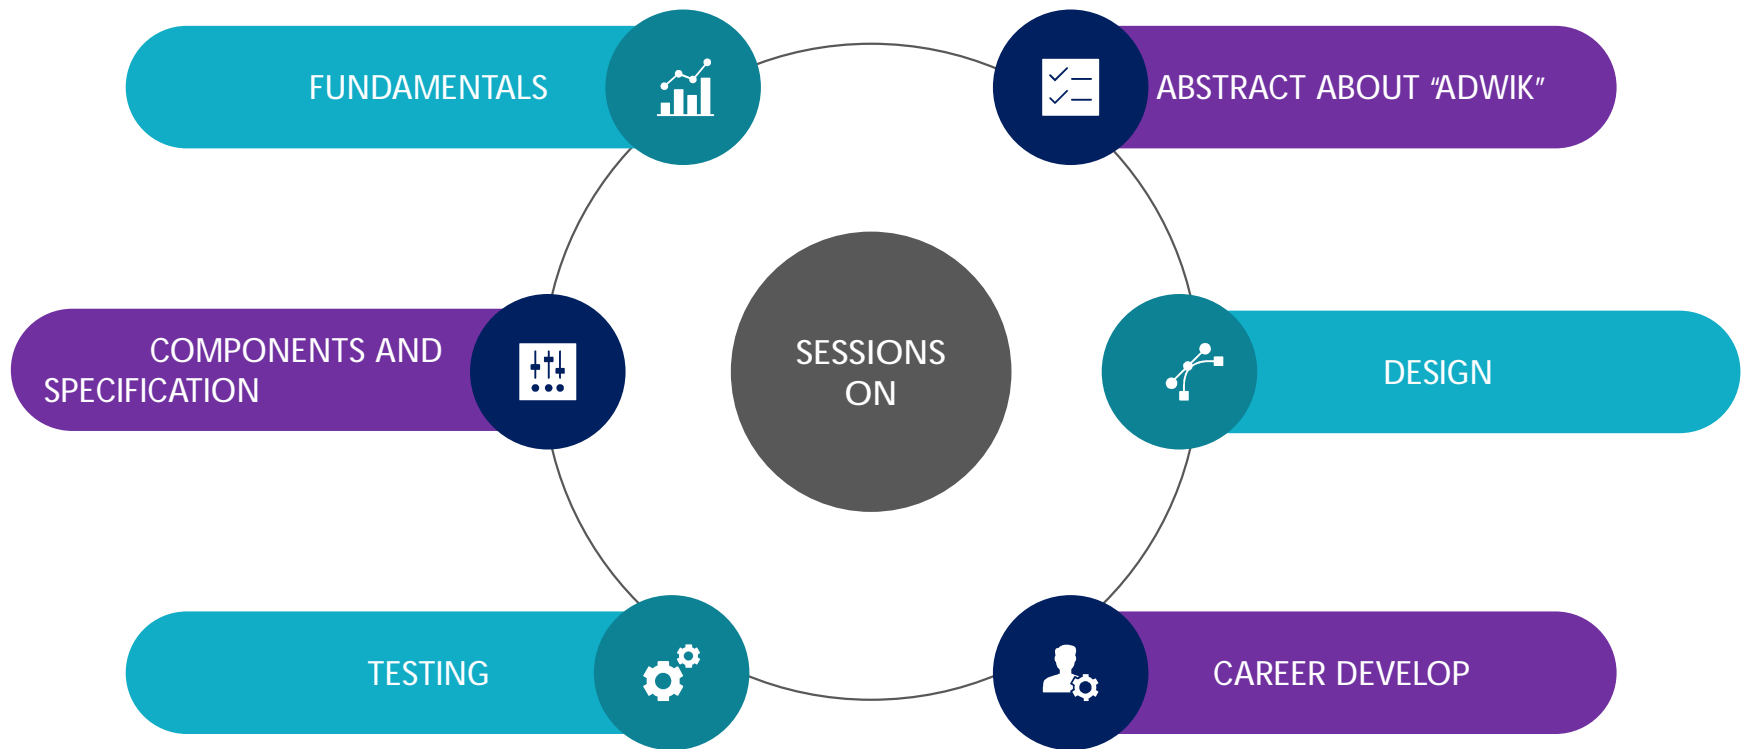 FUNDAMENTALS
ABSTRACT ABOUT “ADWIK”
COMPONENTS AND
SPECIFICATION
SESSIONS
ON
DESIGN
TESTING
CAREER DEVELOP